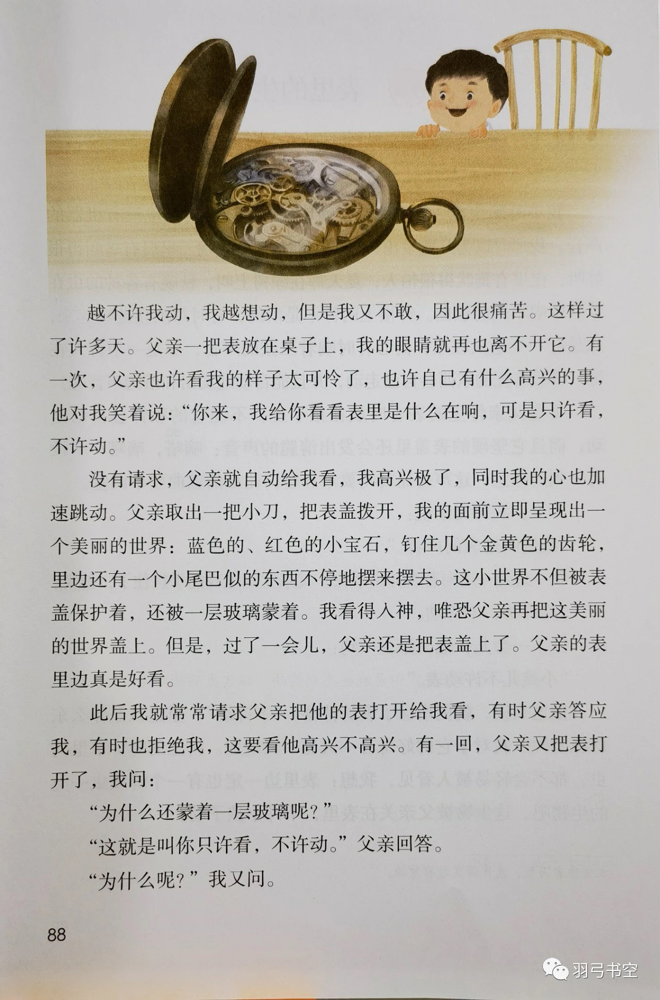 越不许我动，我越想动，但是我又不敢，因此很痛苦。这样过
了许多天。父亲一把表放在桌子上，我的眼睛就再也离不开它。有
一次，父亲也许看我的样子太可怜了，也许自己有什么高兴的事，
他对我笑着说：“你来，我给你看看表里是什么在响，可是只许看，
不许动。”
没有请求，父亲就自动给我看，我高兴极了，同时我的心也加
速跳动。父亲取出一把小刀，把表盖拨开，我的面前立即呈现出一
个美丽的世界：蓝色的、红色的小宝石，钉住几个金黄色的齿轮，
里边还有一个小尾巴似的东西不停地摆来摆去。这小世界不但被表
盖保护着，还被一层玻璃蒙着。我看得入神，唯恐父亲再把这美丽
的世界盖上。但是，过了一会儿，父亲还是把表盖上了。父亲的表
里边真是好看。
此后我就常常请求父亲把他的表打开给我看，有时父亲答应
我，有时也拒绝我，这要看他高兴不高兴。有一回，父亲又把表打
开了，我问：
“为什么还蒙着一层玻璃呢？”
“这就是叫你只许看，不许动。”父亲回答。
“为什么呢？”我又问。
88
羽弓书空